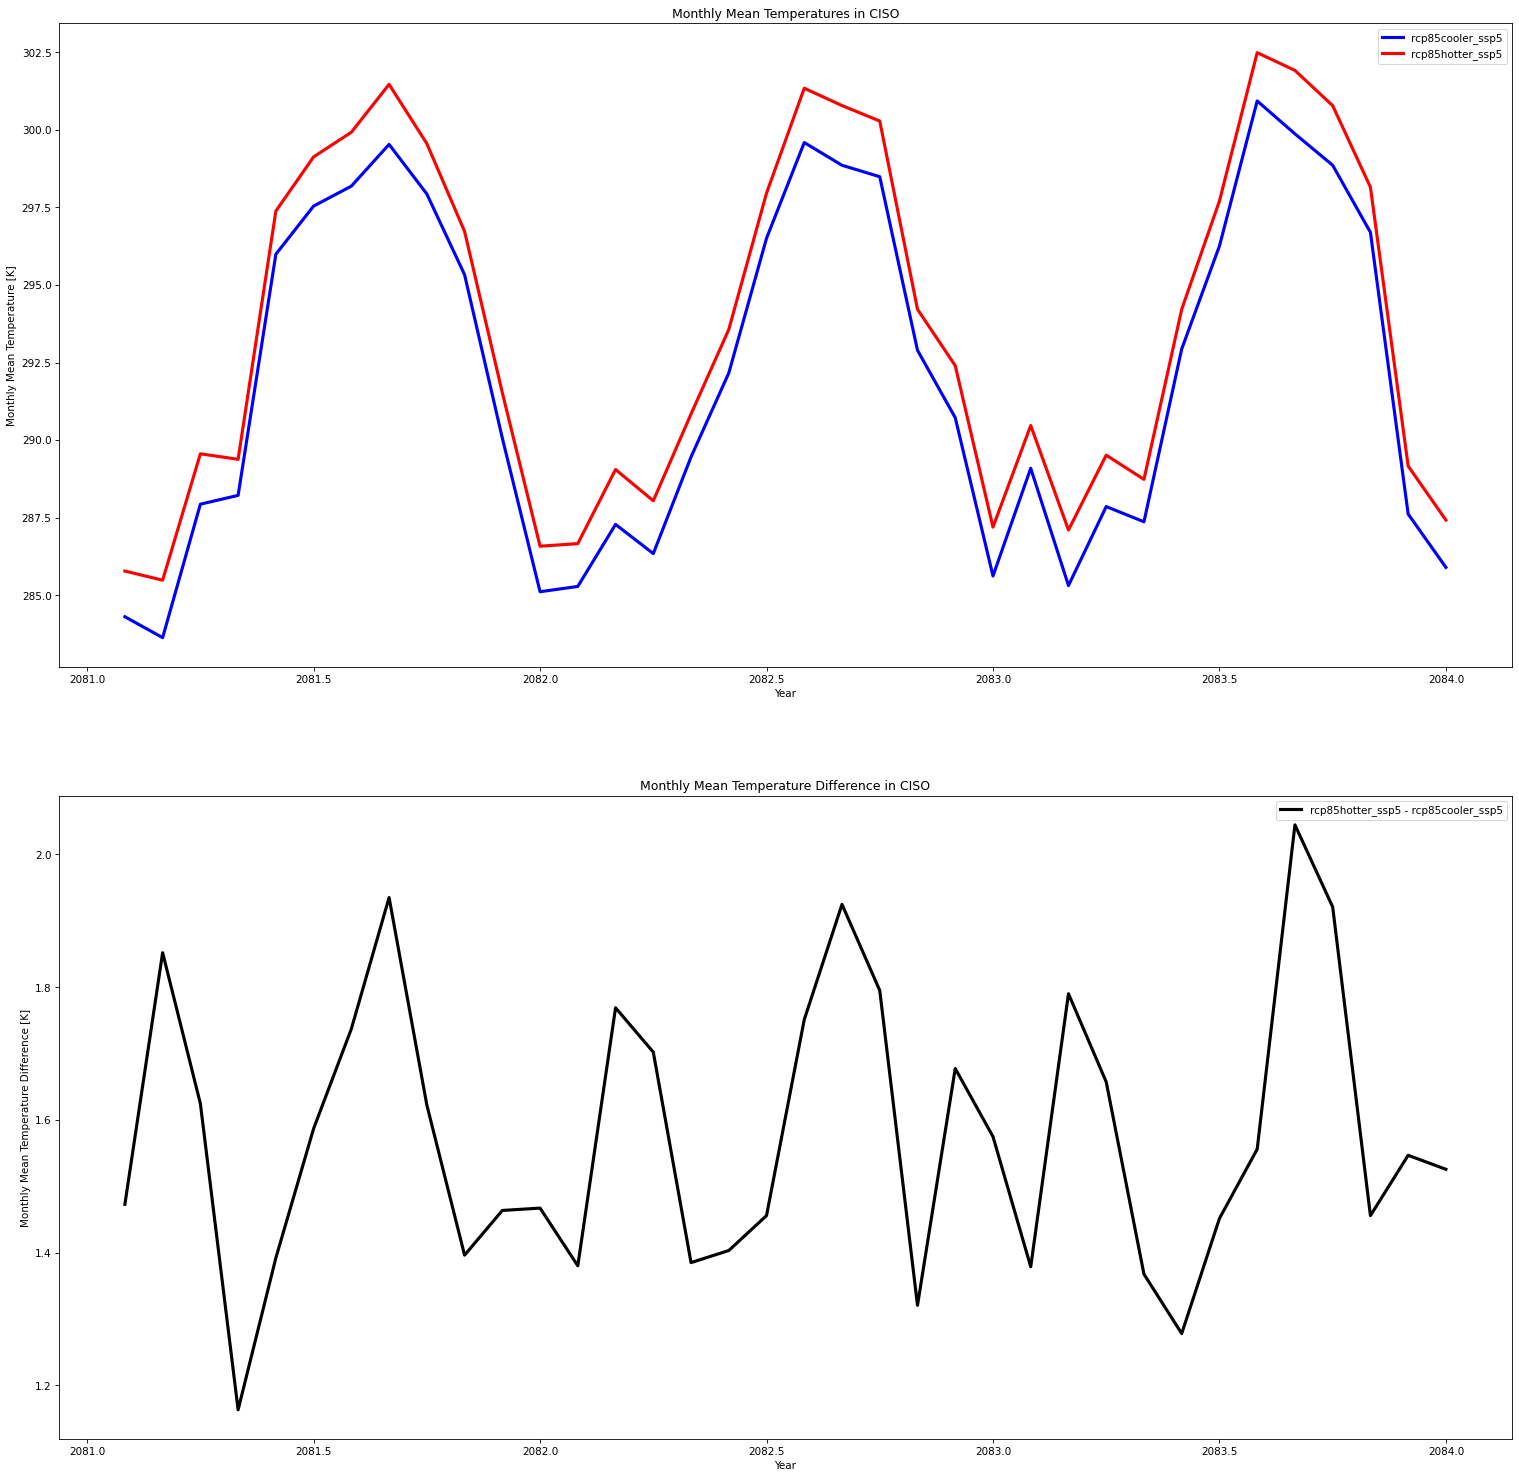 Monthly Mean Temperatures in CISO
rcp85cooler_ssp5
rcp85hotter_ssp5
Monthly Mean Temperature [K]
302.5
300.0
297.5
295.0
292.5
290.0
287.5
285.0
2081.0 2081.5 2082.0 2082.5 2083.0 2083.5 2084.0
Year
Monthly Mean Temperature Difference in CISO
rcp85hotter_ssp5 - rcp85cooler_ssp5
Monthly Mean Temperature Difference [K]
2.0
1.8
1.6
1.4
1.2
2081.0 2081.5 2082.0 2082.5 2083.0 2083.5 2084.0
Year